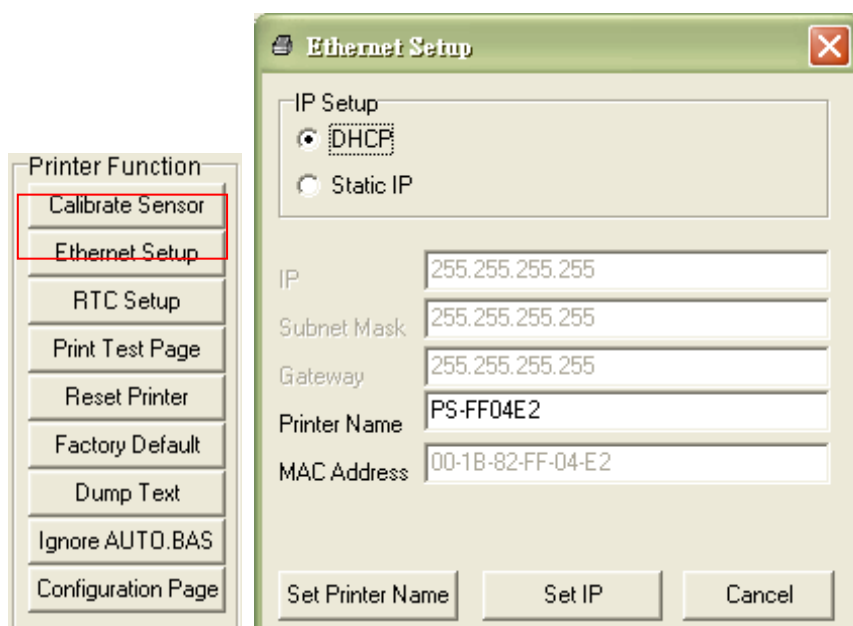 Printer Function
Calibrate Sensor
Ethernet Setup
RTC Setup
Print Test Page
Reset Printer
Factory Default
Dump Text
Ignore AUTO.BAS
Configuration Page
Ethernet Setup
IP Setup
DHCP
Static IP
IP 255.255.255.255
Subnet Mask 255.255.255.255
Gateway 255.255.255.255
Printer Name PS-FF04E2
MAC Address 00-1B-82-FF-04-E2
Set Printer Name Set IP Cancel